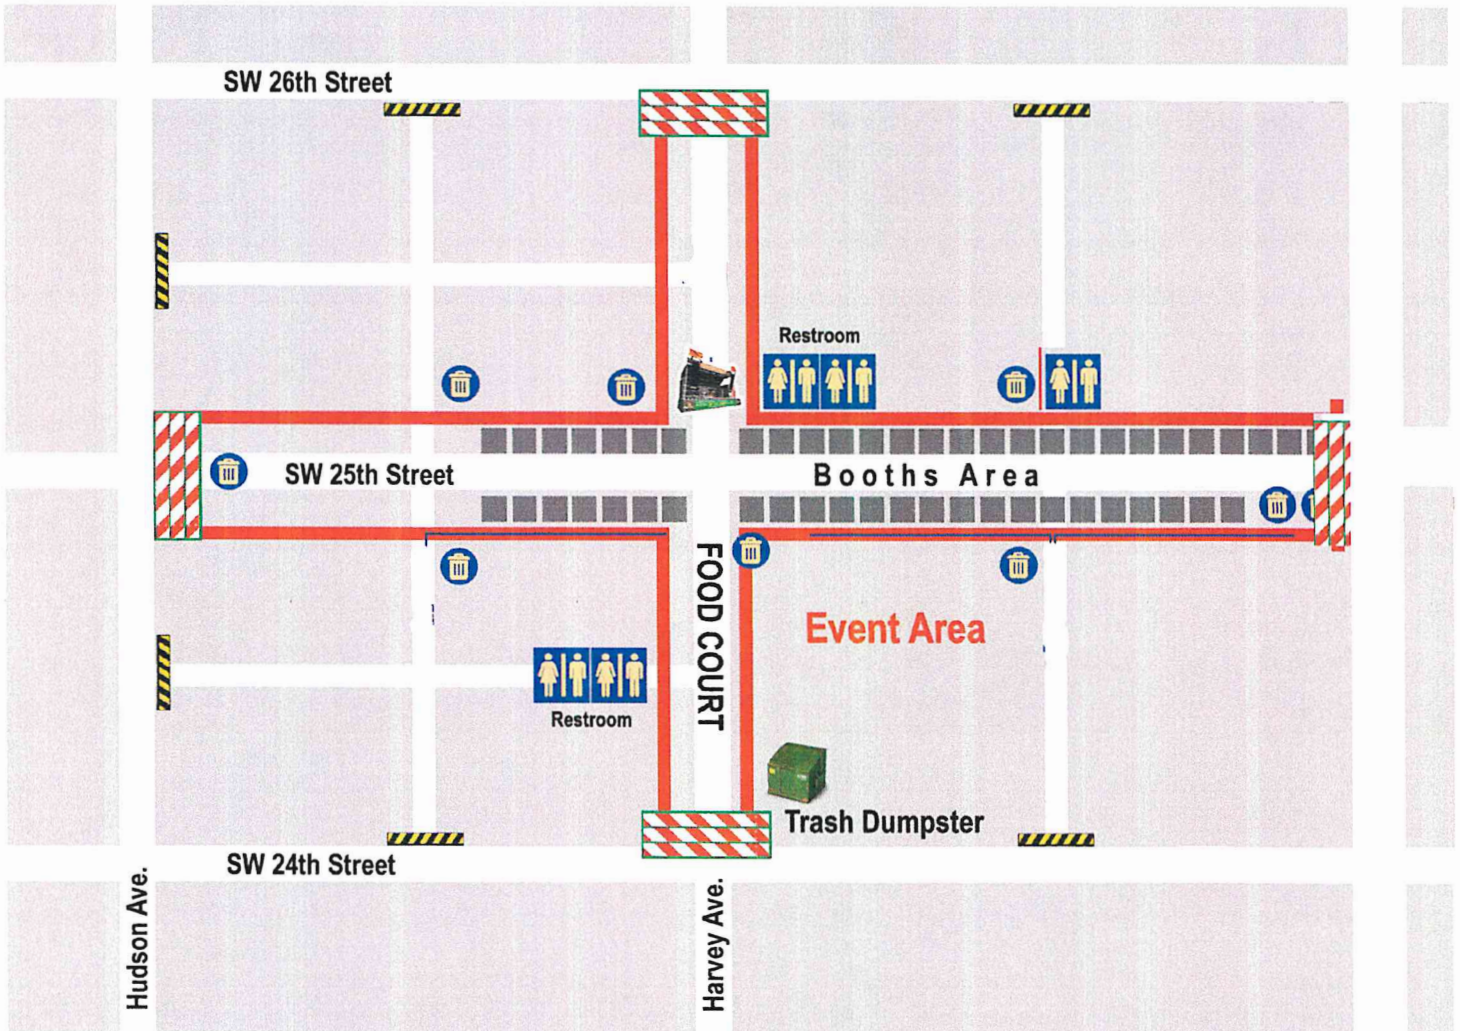 SW 26th Street
Restroom
SW 25th Street
Booths Area
FOOD COURT
Event Area
Restroom
Trash Dumpster
SW 24th Street
Hudson Ave.
Harvey Ave.